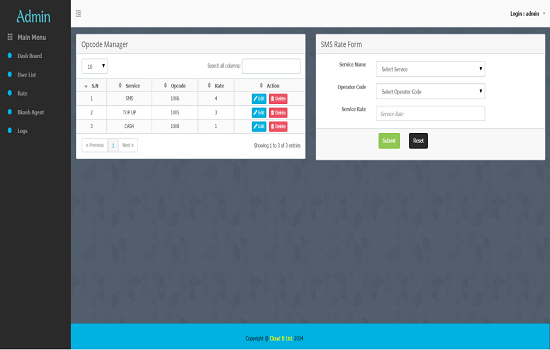 Admin
Main Menu
Dash Board
User List
Rate
Bkash Agent
Logs
Login : admin
Opcode Manager
10
Search all columns:
S.N Service Opcode Rate Action
1 SMS 1006 4 Edit Delete
2 TOP UP 1005 3 Edit Delete
3 CASH 1008 1 Edit Delete
« Previous 1 Next »
Showing 1 to 3 of 3 entries
SMS Rate Form
Service Name Select Service
Operator Code Select Operator Code
Service Rate Service Rate
Submit Reset
Copyright @ Cloud It Ltd, 2014